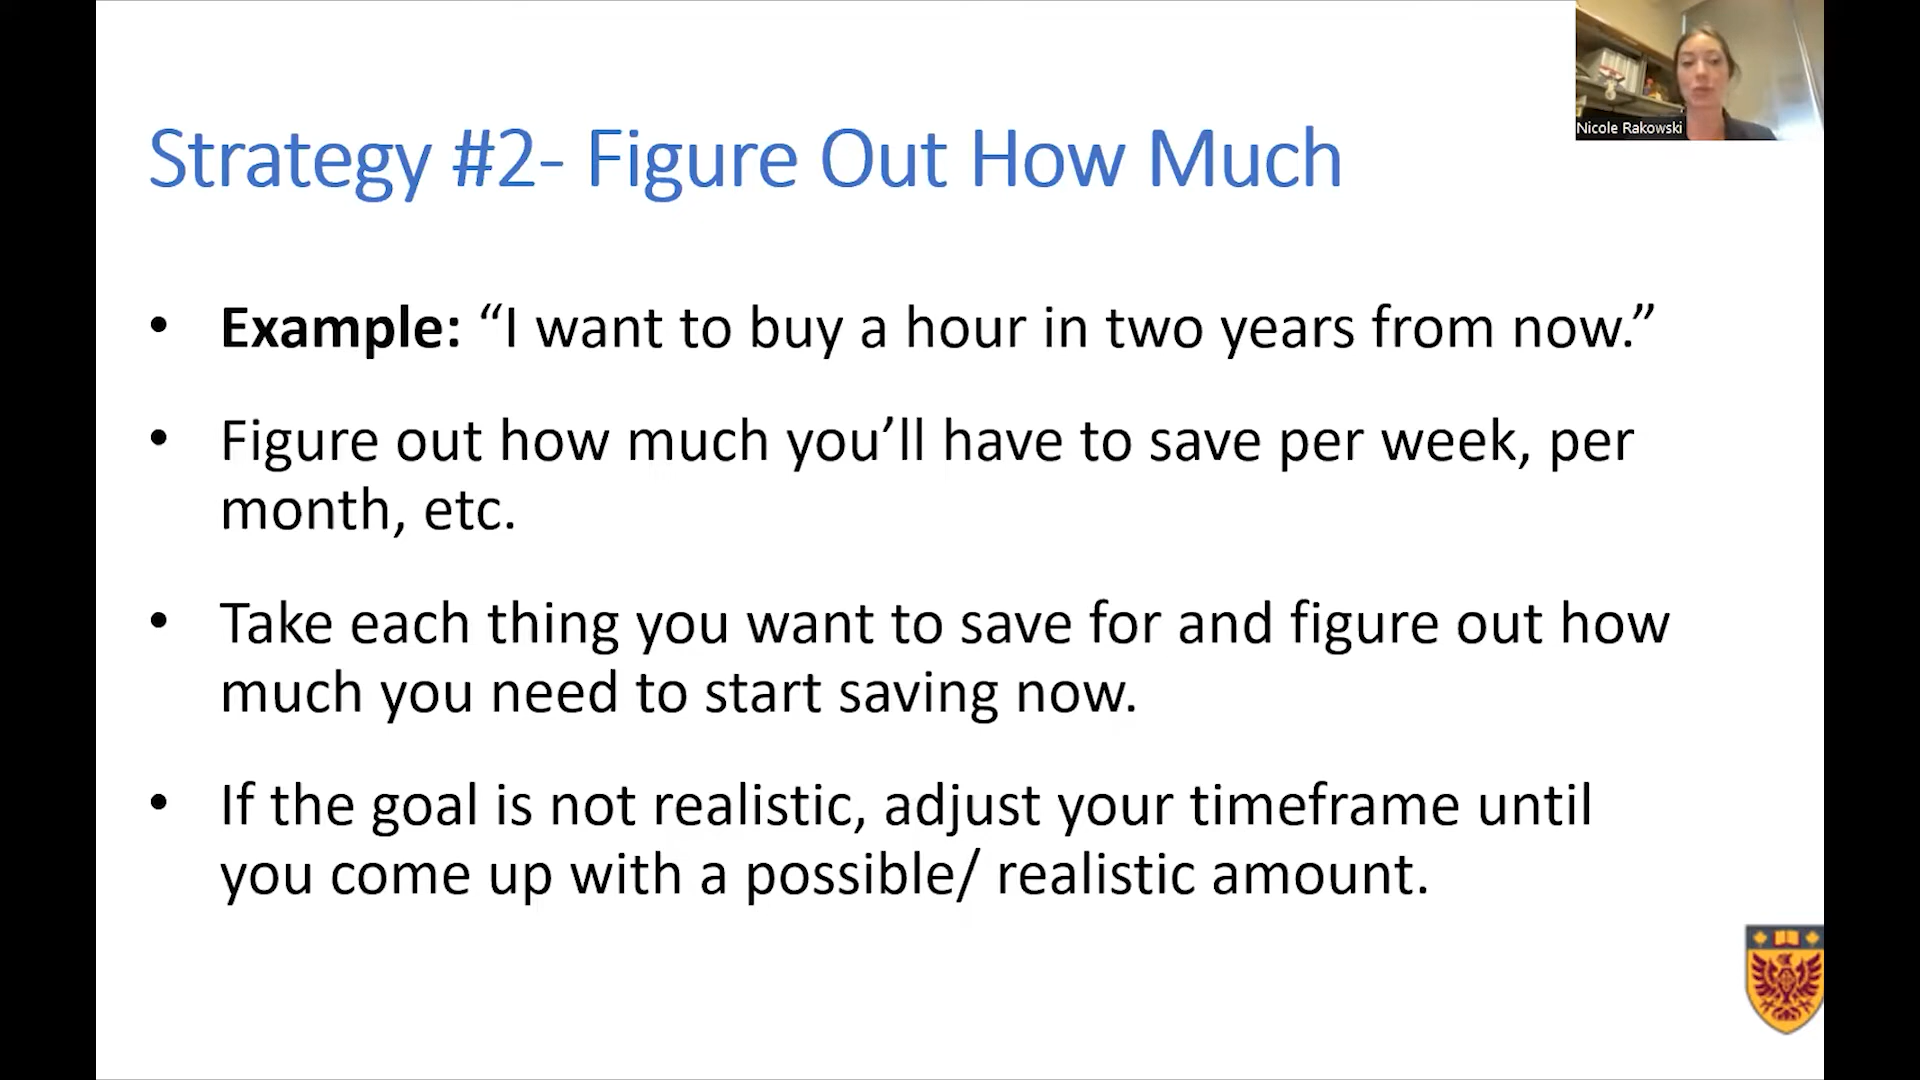 Nicole Rakowski
Strategy #2- Figure Out How Much
• Example: “I want to buy a hour in two years from now.”
• Figure out how much you’ll have to save per week, per
month, etc.
• Take each thing you want to save for and figure out how
much you need to start saving now.
• If the goal is not realistic, adjust your timeframe until
you come up with a possible/ realistic amount.